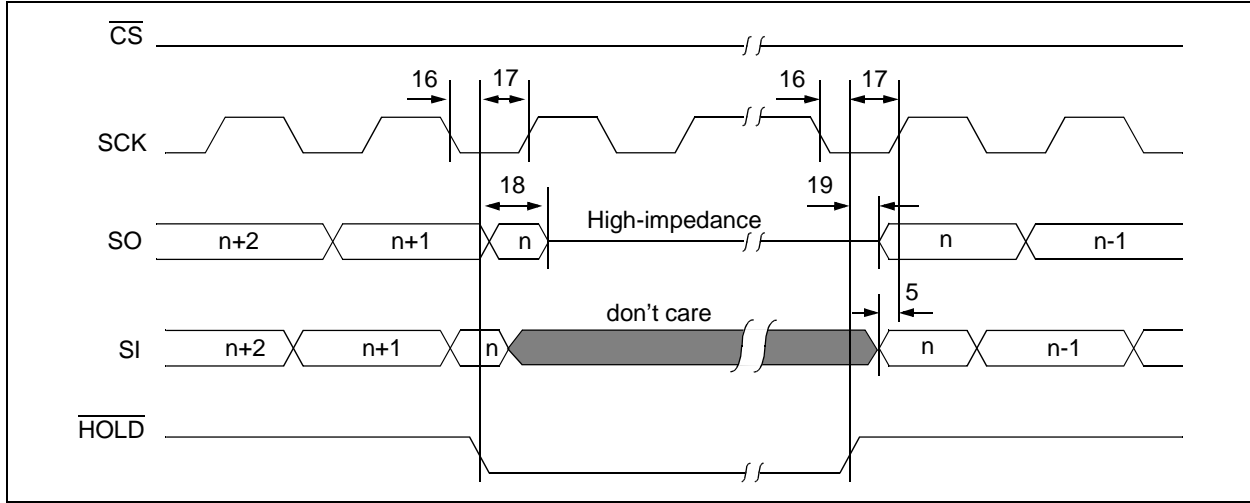 CS
16 17 16 17
SCK
18 19
High-impedance
SO n+2 n+1 n n n-1
5
don't care
SI n+2 n+1 n n n-1
HOLD